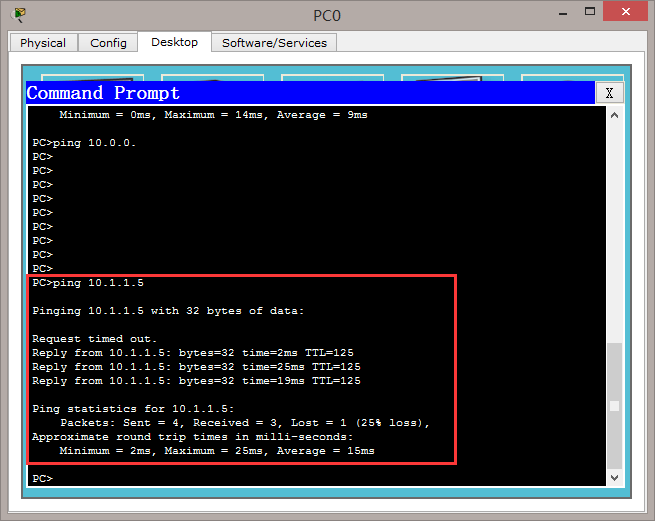 PC0
Physical Config Desktop Software/Services
Command Prompt
X
Minimum = 0ms, Maximum = 14ms, Average = 9ms
PC>ping 10.0.0.
PC>
PC>
PC>
PC>
PC>
PC>
PC>
PC>
PC>
PC>ping 10.1.1.5
Pinging 10.1.1.5 with 32 bytes of data:
Request timed out.
Reply from 10.1.1.5: bytes=32 time=2ms TTL=125
Reply from 10.1.1.5: bytes=32 time=25ms TTL=125
Reply from 10.1.1.5: bytes=32 time=19ms TTL=125
Ping statistics for 10.1.1.5:
Packets: Sent = 4, Received = 3, Lost = 1 (25% loss),
Approximate round trip times in milli-seconds:
Minimum = 2ms, Maximum = 25ms, Average = 15ms
PC>